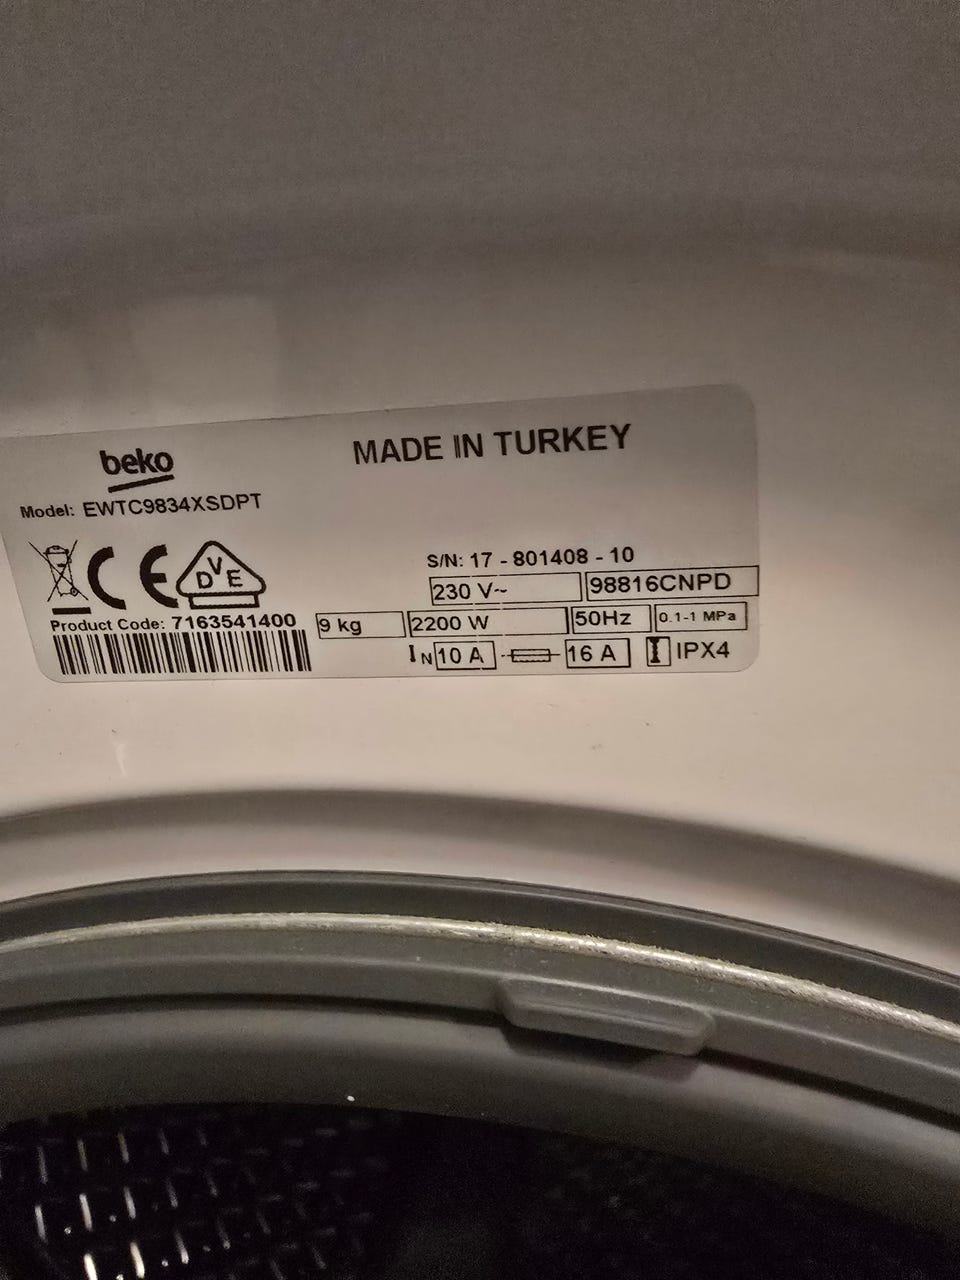 beko
MADE IN TURKEY
Model: EWTC9834XSDPT
DVE
S/N: 17 - 801408 - 10
230 V~ 98816CNPD
Product Code: 7163541400
9 kg 2200 W 50Hz 0.1-1 MPa
IN 10 A 16 A IPX4